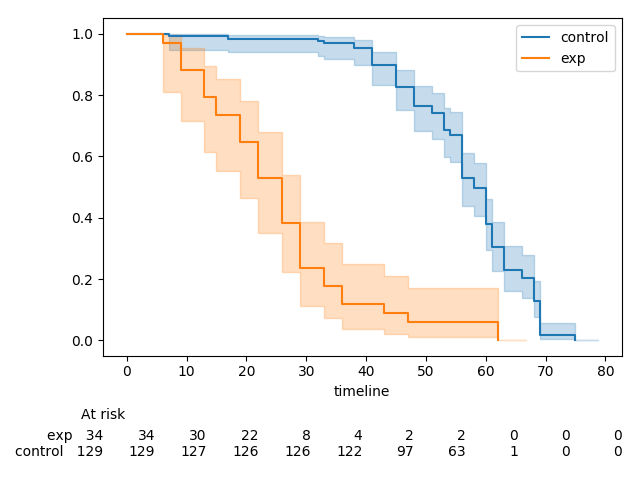 control
exp
1.0
0.8
0.6
0.4
0.2
0.0
0 10 20 30 40 50 60 70 80
timeline
At risk
exp 34 34 30 22 8 4 2 2 0 0 0
control 129 129 127 126 126 122 97 63 1 0 0